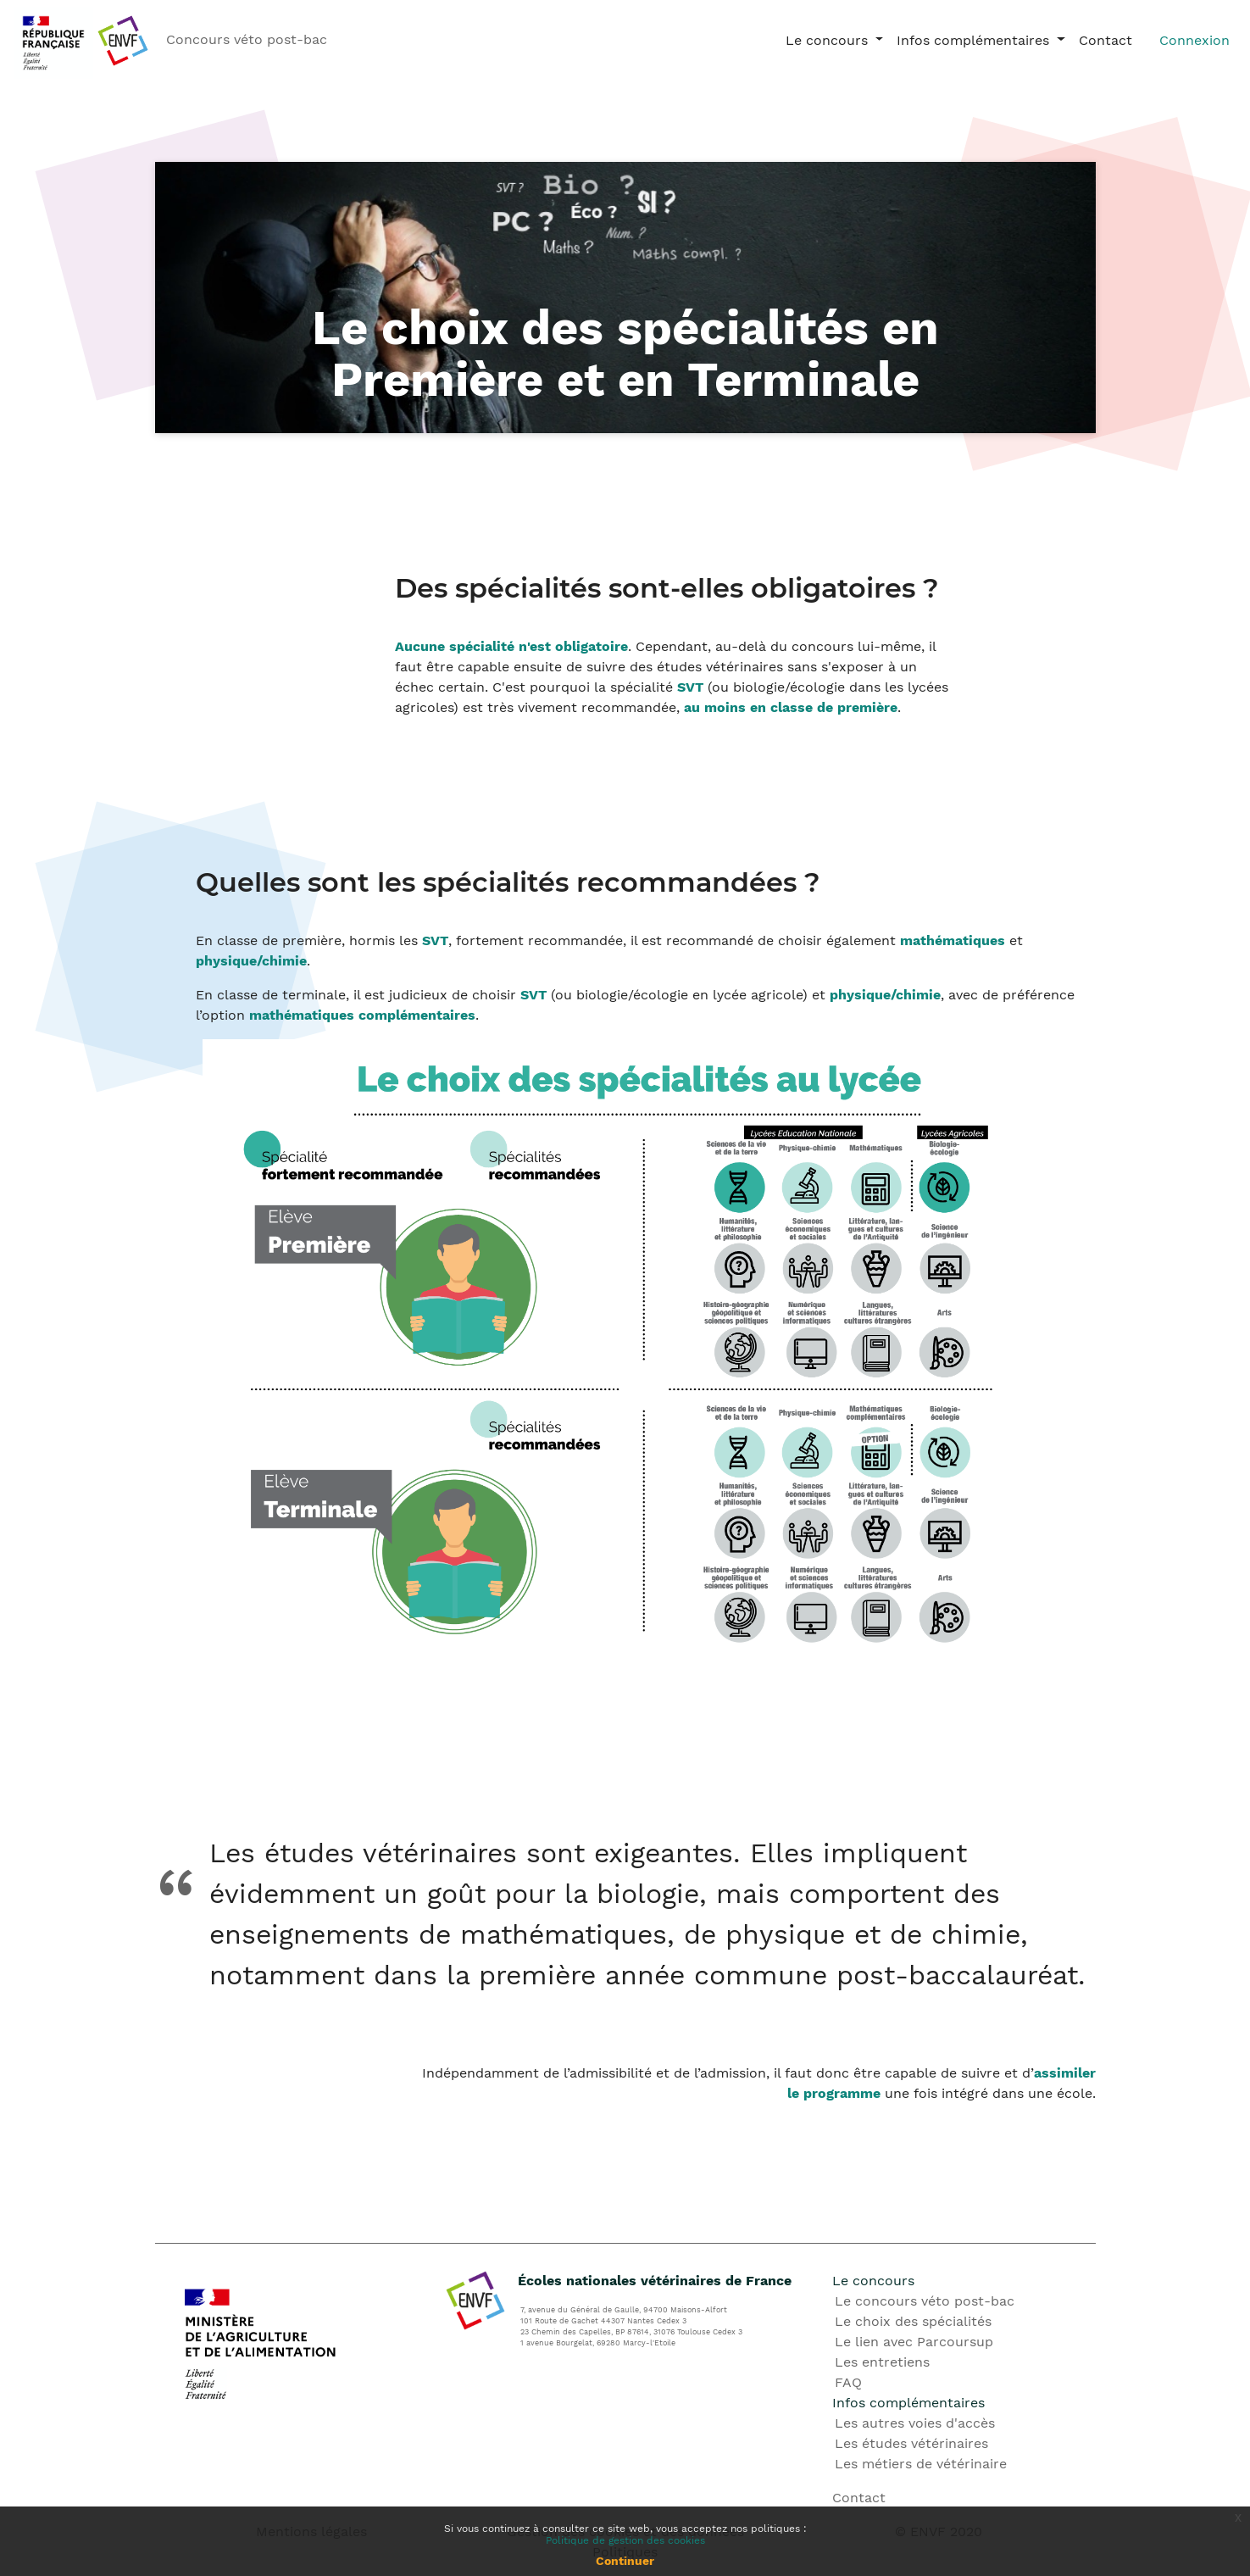 RÉPUBLIQUE
FRANÇAISE
Liberté
Égalité
Fraternité
ENVF
Concours véto post-bac
Le concours
Infos complémentaires
Contact
Connexion
SVT ?
Bio ?
PC ?
Éco ?
SI ?
Maths ?
Num. ?
Maths compl. ?
Le choix des spécialités en
Première et en Terminale
Des spécialités sont-elles obligatoires ?
Aucune spécialité n'est obligatoire. Cependant, au-delà du concours lui-même, il
faut être capable ensuite de suivre des études vétérinaires sans s'exposer à un
échec certain. C'est pourquoi la spécialité SVT (ou biologie/écologie dans les lycées
agricoles) est très vivement recommandée, au moins en classe de première.
Quelles sont les spécialités recommandées ?
En classe de première, hormis les SVT, fortement recommandée, il est recommandé de choisir également mathématiques et
physique/chimie.
En classe de terminale, il est judicieux de choisir SVT (ou biologie/écologie en lycée agricole) et physique/chimie, avec de préférence
l’option mathématiques complémentaires.
Le choix des spécialités au lycée
Spécialité
fortement recommandée
Spécialités
recommandées
Elève
Première
Lycées Education Nationale
Lycées Agricoles
Sciences de la vie
et de la terre
Physique-chimie
Mathématiques
Biologie-
écologie
Humanités,
littérature
et philosophie
Sciences
économiques
et sociales
Littérature, lan-
gues et cultures
de l'Antiquité
Science
de l'ingénieur
Histoire-géographie
géopolitique et
sciences politiques
Numérique
et sciences
informatiques
Langues,
littératures
cultures étrangères
Arts
Spécialités
recommandées
Elève
Terminale
Sciences de la vie
et de la terre
Physique-chimie
Mathématiques
complémentaires
Biologie-
écologie
OPTION
Humanités,
littérature
et philosophie
Sciences
économiques
et sociales
Littérature, lan-
gues et cultures
de l'Antiquité
Science
de l'ingénieur
Histoire-géographie
géopolitique et
sciences politiques
Numérique
et sciences
informatiques
Langues,
littératures
cultures étrangères
Arts
“ Les études vétérinaires sont exigeantes. Elles impliquent
évidemment un goût pour la biologie, mais comportent des
enseignements de mathématiques, de physique et de chimie,
notamment dans la première année commune post-baccalauréat.
Indépendamment de l’admissibilité et de l’admission, il faut donc être capable de suivre et d’assimiler
le programme une fois intégré dans une école.
MINISTÈRE
DE L'AGRICULTURE
ET DE L'ALIMENTATION
Liberté
Égalité
Fraternité
ENVF
Écoles nationales vétérinaires de France
7, avenue du Général de Gaulle, 94700 Maisons-Alfort
101 Route de Gachet 44307 Nantes Cedex 3
23 Chemin des Capelles, BP 87614, 31076 Toulouse Cedex 3
1 avenue Bourgelat, 69280 Marcy-l'Etoile
Le concours
Le concours véto post-bac
Le choix des spécialités
Le lien avec Parcoursup
Les entretiens
FAQ
Infos complémentaires
Les autres voies d'accès
Les études vétérinaires
Les métiers de vétérinaire
Contact
Mentions légales
© ENVF 2020
Si vous continuez à consulter ce site web, vous acceptez nos politiques :
Politique de gestion des cookies
Continuer
X